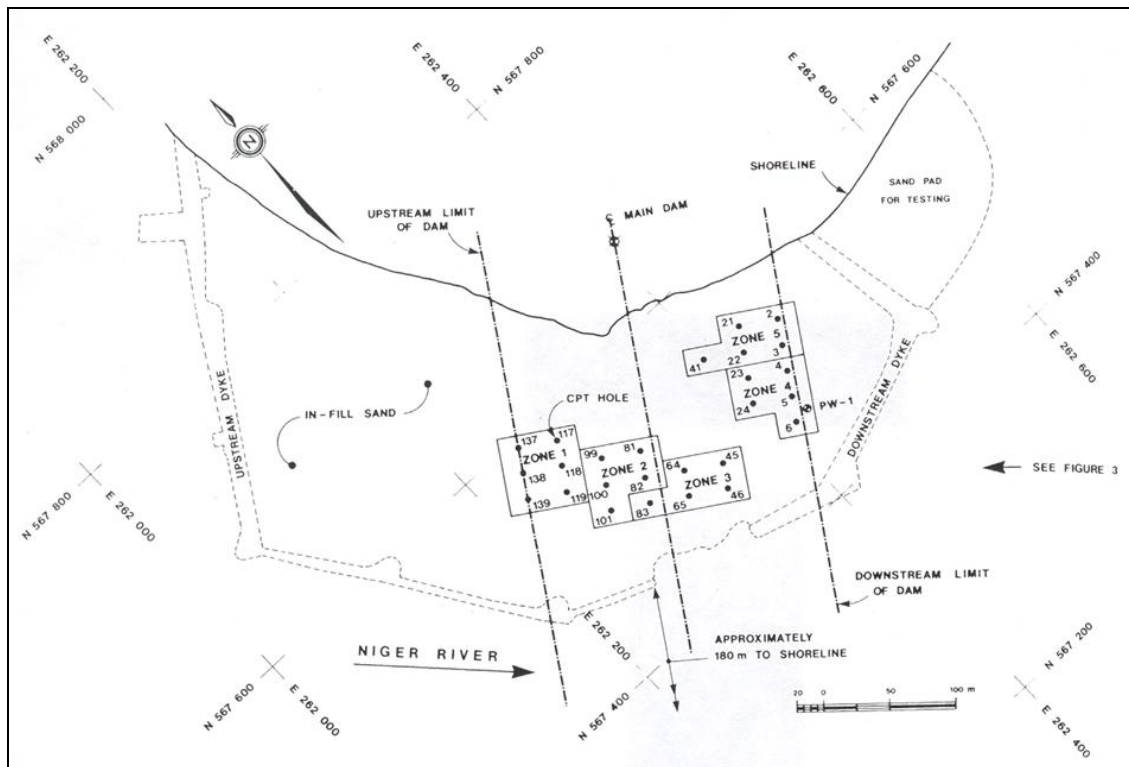 E 262 200
N 568 000
E 262 400
N 567 800
E 262 600
N 567 600
N
SHORELINE
SAND PAD
FOR TESTING
UPSTREAM LIMIT
OF DAM
℄ MAIN DAM
N 567 400
E 262 600
UPSTREAM DYKE
IN-FILL SAND
CPT HOLE
21
2
ZONE 5
41
22
3
23
4
ZONE 4
24
5
PW-1
6
DOWNSTREAM DYKE
137
117
ZONE 1
138
118
139
119
99
81
ZONE 2
100
82
101
83
64
45
ZONE 3
65
46
SEE FIGURE 3
N 567 800
E 262 000
DOWNSTREAM LIMIT
OF DAM
NIGER RIVER
APPROXIMATELY
180 m TO SHORELINE
N 567 600
E 262 000
E 262 200
N 567 400
N 567 200
E 262 400
20 0 50 100 m